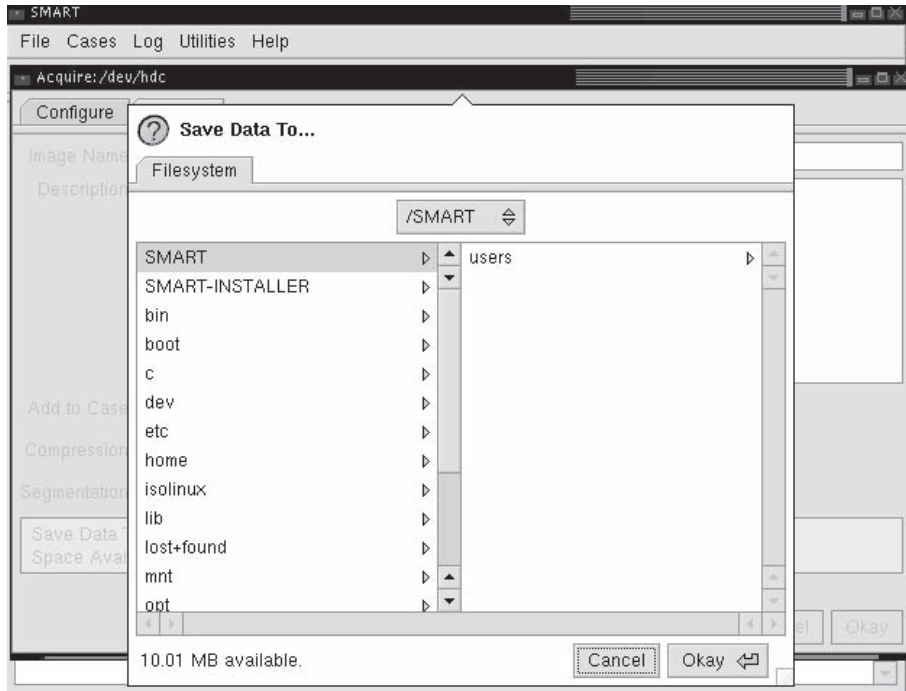 SMART
File Cases Log Utilities Help
Acquire:/dev/hdc
Configure
Save Data To...
Image Name
Filesystem
Description
/SMART
SMART
users
SMART-INSTALLER
bin
boot
c
dev
Add to Case
etc
Compression
home
Segmentation
isolinux
lib
Save Data
lost+found
Space Avai
mnt
opt
el
Okay
10.01 MB available.
Cancel
Okay